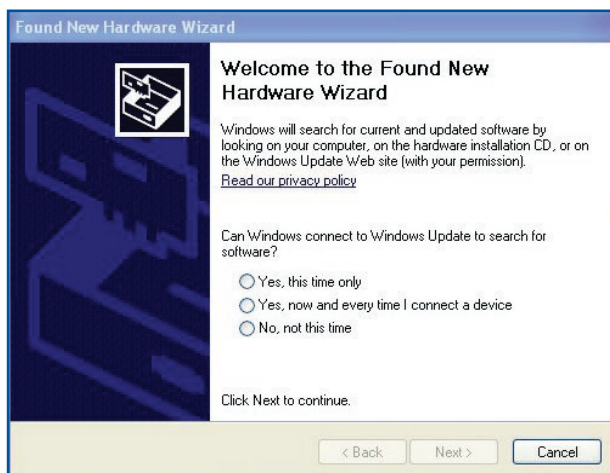 Found New Hardware Wizard
Welcome to the Found New
Hardware Wizard
Windows will search for current and updated software by
looking on your computer, on the hardware installation CD, or on
the Windows Update Web site (with your permission).
Read our privacy policy
Can Windows connect to Windows Update to search for
software?
Yes, this time only
Yes, now and every time I connect a device
No, not this time
Click Next to continue.
< Back Next > Cancel